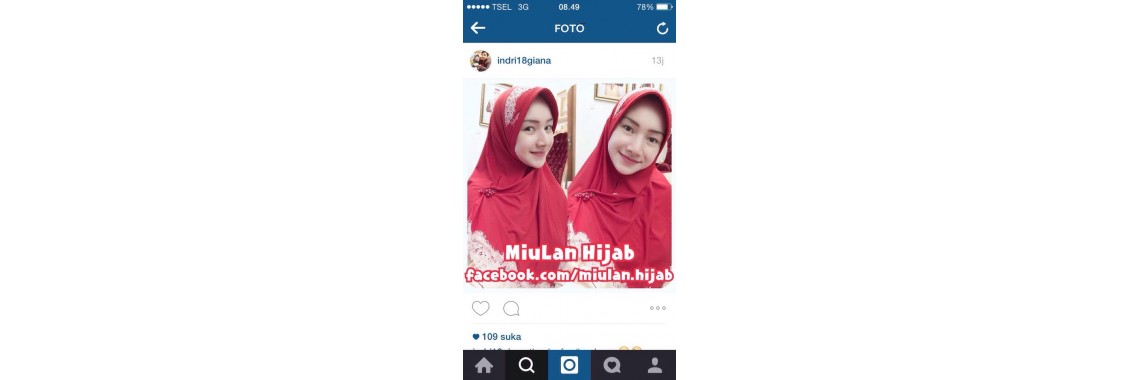 TSEL 3G 08.49 78%
FOTO
indri18giana 13j
MiuLan Hijab
facebook.com/miulan.hijab
109 suka